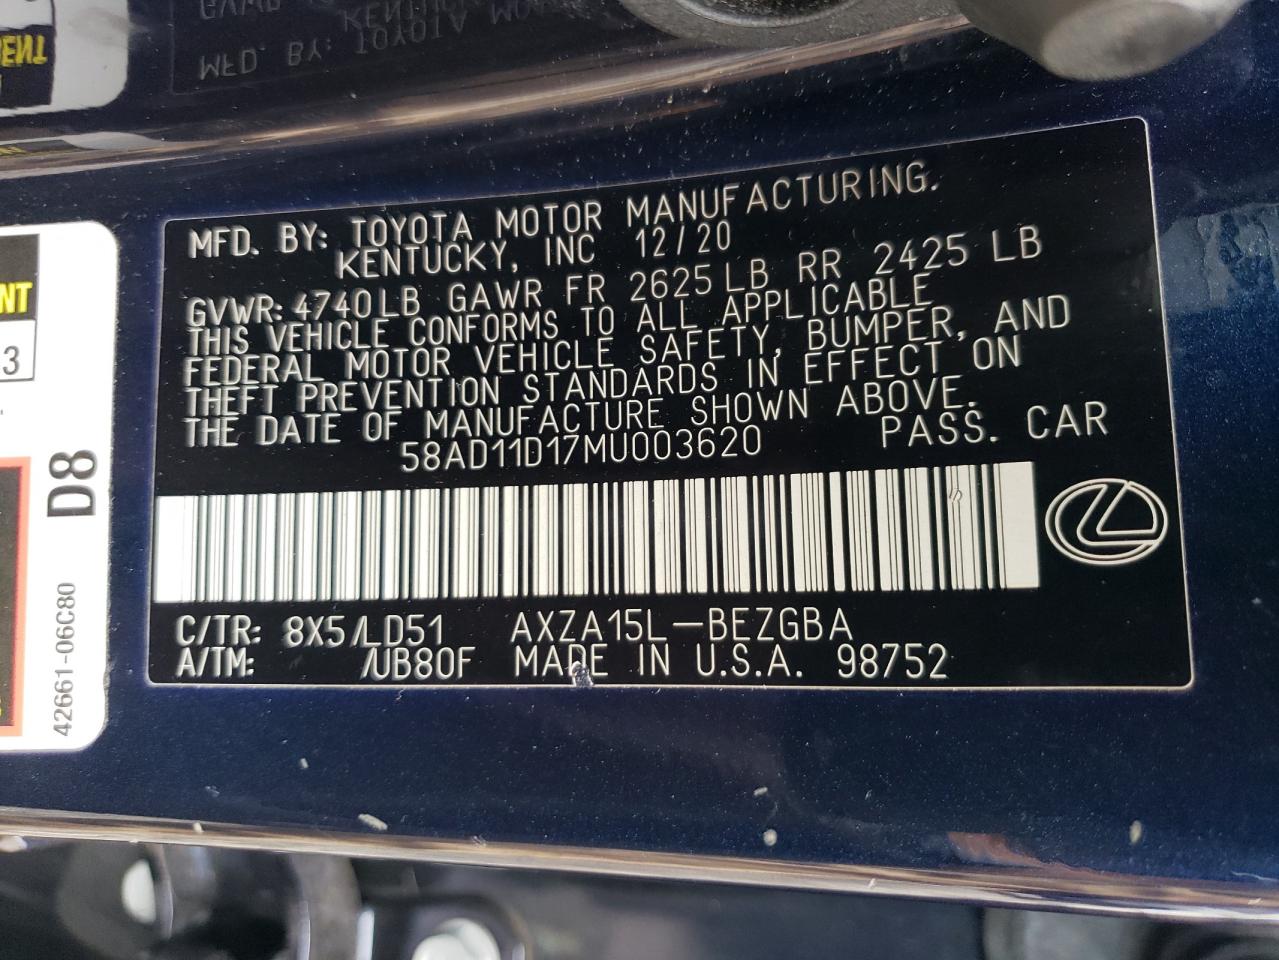 MFD. BY: TOYOTA MOTOR MANUFACTURING.
KENTUCKY, INC 12/20
GVWR: 4740LB GAWR FR 2625LB RR 2425 LB
THIS VEHICLE CONFORMS TO ALL APPLICABLE
FEDERAL MOTOR VEHICLE SAFETY, BUMPER, AND
THEFT PREVENTION STANDARDS IN EFFECT ON
THE DATE OF MANUFACTURE SHOWN ABOVE.
58AD11D17MU003620 PASS. CAR
C/TR: 8X5/LD51 AXZA15L-BEZGBA
A/TM: /UB80F MADE IN U.S.A. 98752
D8
42661-06C80